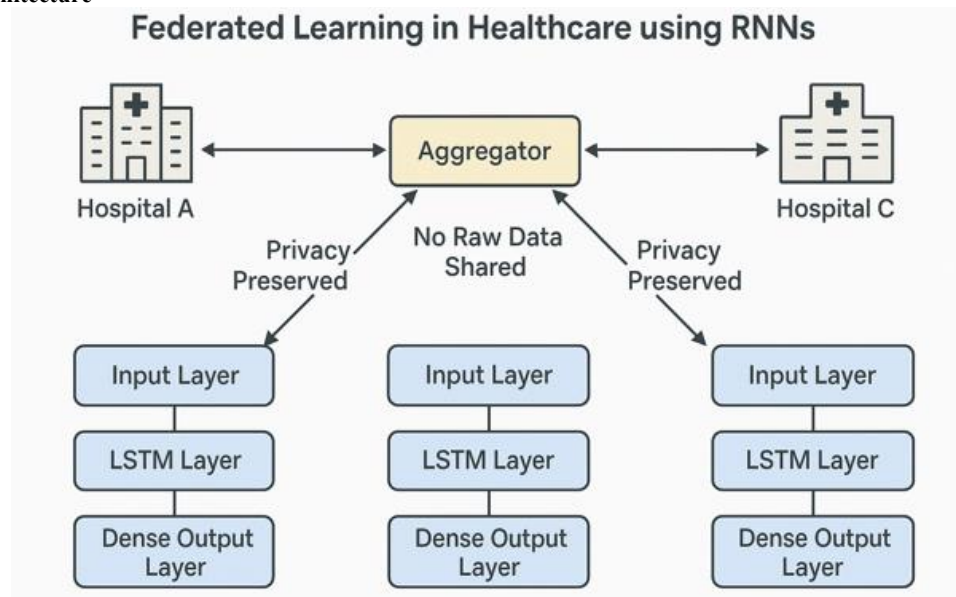 Federated Learning in Healthcare using RNNs
Aggregator
Hospital A
Hospital C
Privacy
Preserved
No Raw Data
Shared
Privacy
Preserved
Input Layer
Input Layer
Input Layer
LSTM Layer
LSTM Layer
LSTM Layer
Dense Output
Layer
Dense Output
Layer
Dense Output
Layer